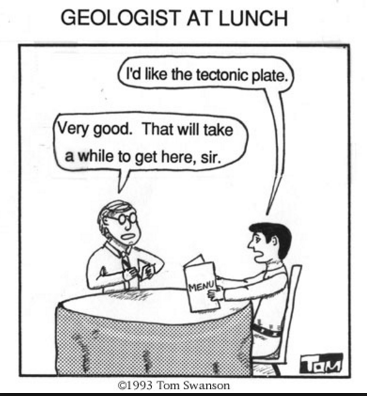 GEOLOGIST AT LUNCH
I'd like the tectonic plate.
Very good.  That will take
a while to get here, sir.
MENU
TOM
©1993 Tom Swanson